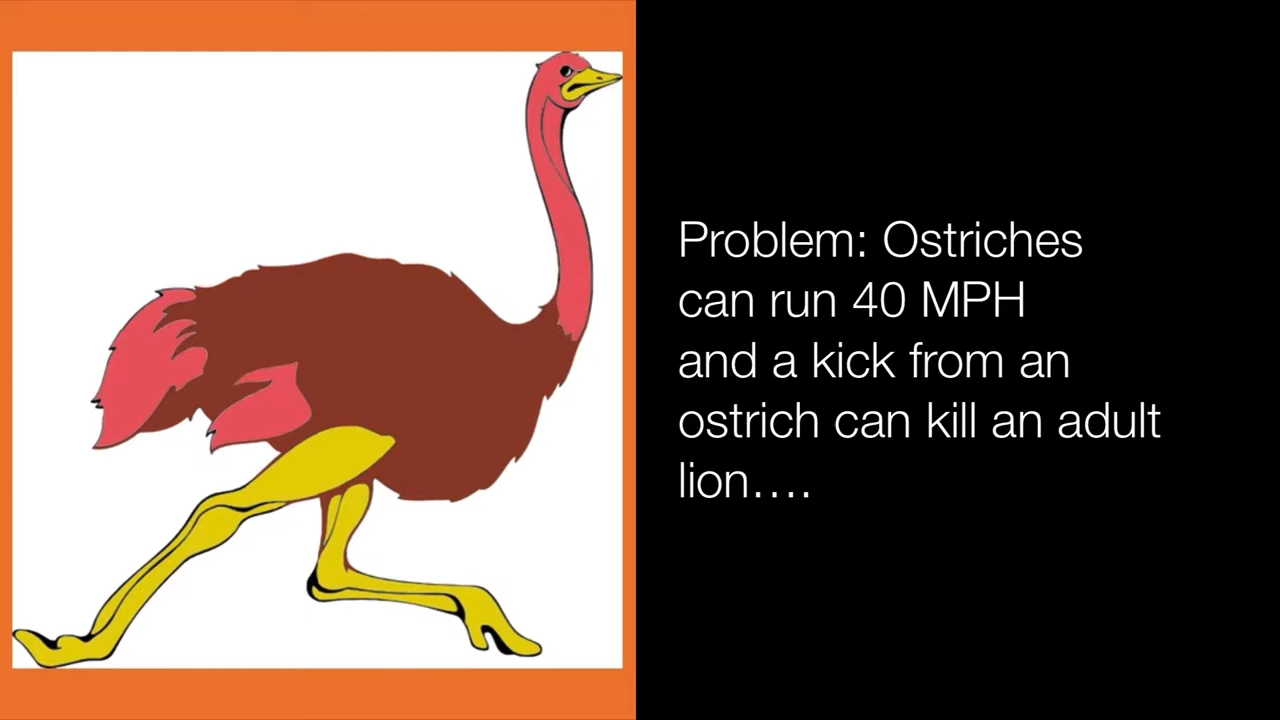 Problem: Ostriches
can run 40 MPH
and a kick from an
ostrich can kill an adult
lion….